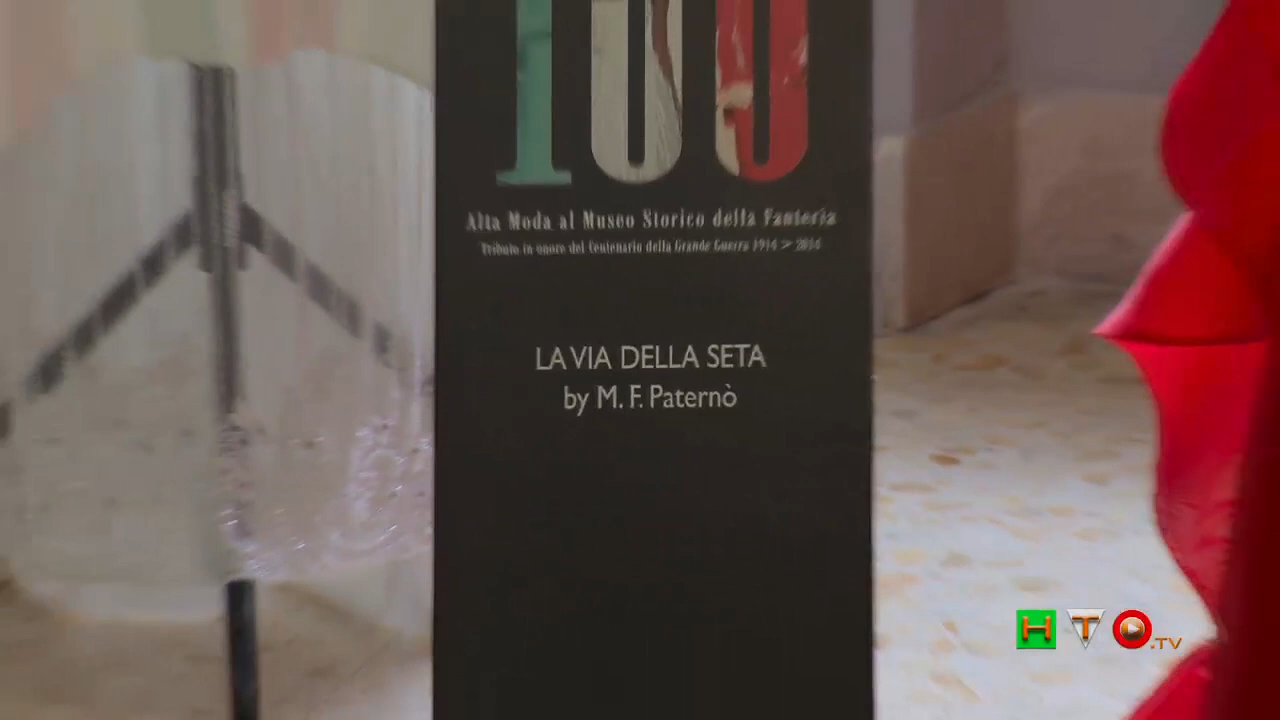 100
Alta Moda al Museo Storico della Fanteria
Tributo in onore del Centenario della Grande Guerra 1914 > 2014
LA VIA DELLA SETA
by M. F. Paternò
HTO.TV